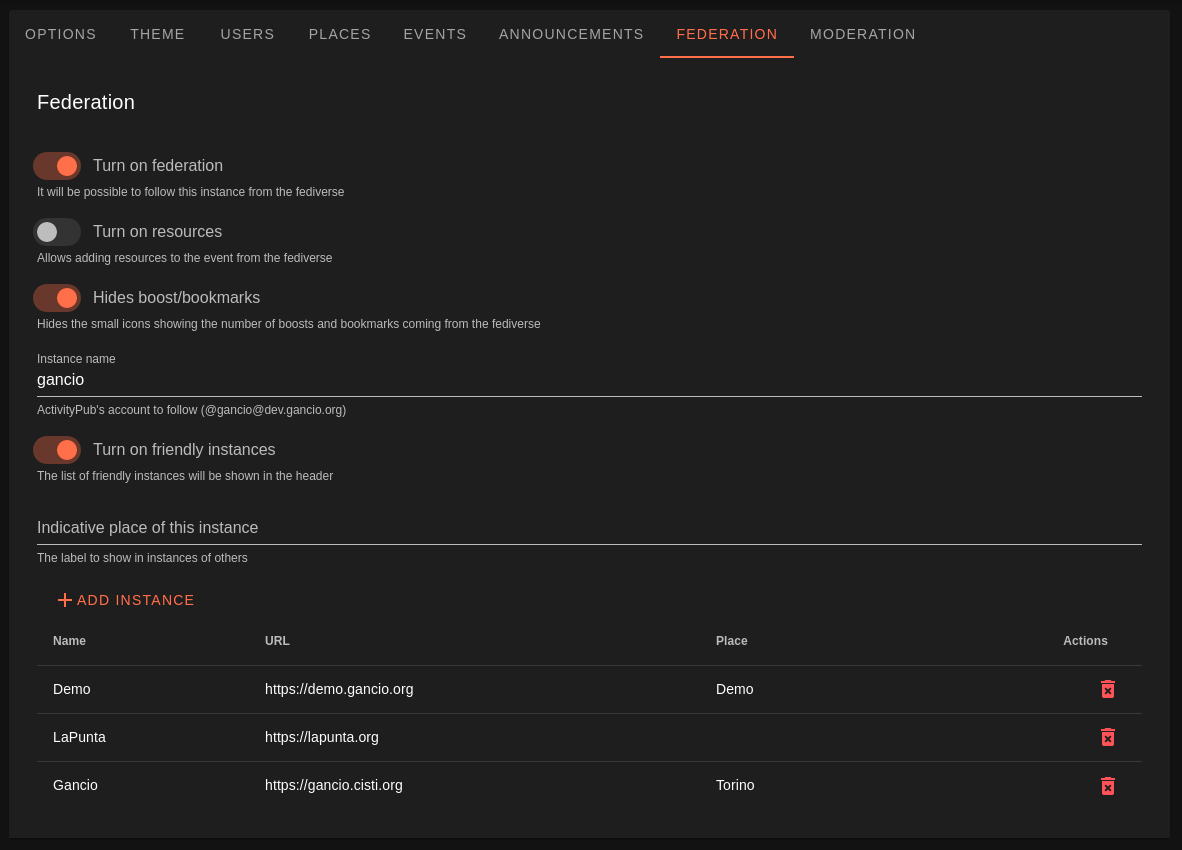 OPTIONS THEME USERS PLACES EVENTS ANNOUNCEMENTS FEDERATION MODERATION
Federation
Turn on federation
It will be possible to follow this instance from the fediverse
Turn on resources
Allows adding resources to the event from the fediverse
Hides boost/bookmarks
Hides the small icons showing the number of boosts and bookmarks coming from the fediverse
Instance name
gancio
ActivityPub's account to follow (@gancio@dev.gancio.org)
Turn on friendly instances
The list of friendly instances will be shown in the header
Indicative place of this instance
The label to show in instances of others
ADD INSTANCE
Name URL Place Actions
Demo https://demo.gancio.org Demo
LaPunta https://lapunta.org
Gancio https://gancio.cisti.org Torino